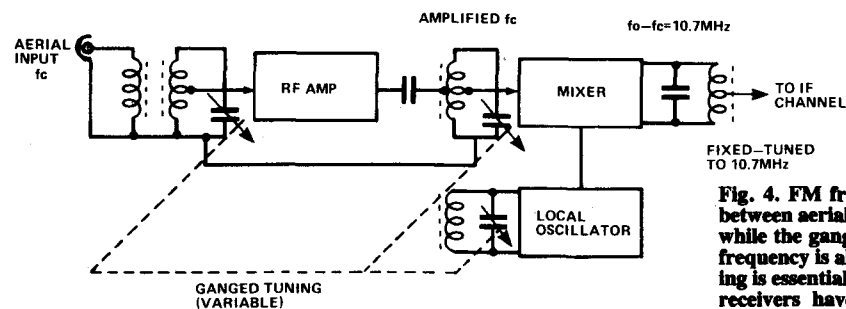 AERIAL
INPUT
fc
AMPLIFIED fc
fo–fc=10.7MHz
RF AMP
MIXER
TO IF
CHANNEL
FIXED–TUNED
TO 10.7MHz
LOCAL
OSCILLATOR
GANGED TUNING
(VARIABLE)
Fig. 4. FM fr
between aerial
while the gang
frequency is al
ing is essential
receivers hav